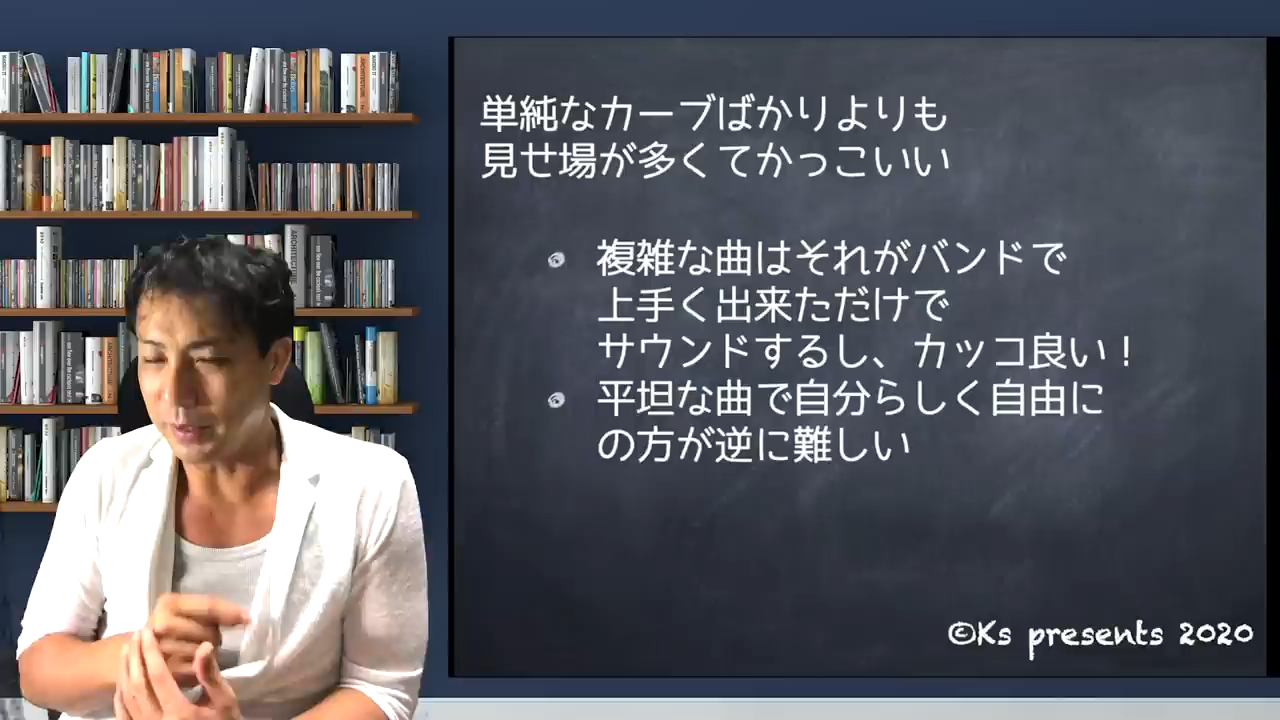 単純なカーブばかりよりも
見せ場が多くてかっこいい
複雑な曲はそれがバンドで
上手く出来ただけで
サウンドするし、カッコ良い！
平坦な曲で自分らしく自由に
の方が逆に難しい
©Ks presents 2020